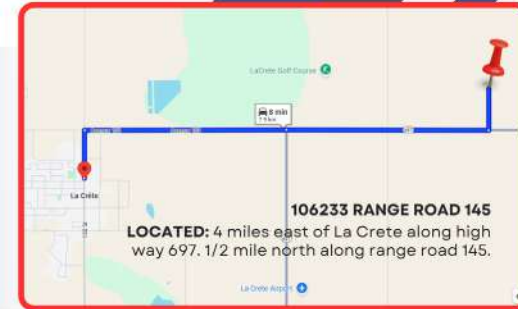 LaCrete Golf Course
8 min
La Crête
106233 RANGE ROAD 145
LOCATED: 4 miles east of La Crete along high
way 697. 1/2 mile north along range road 145.
La Crete Airport